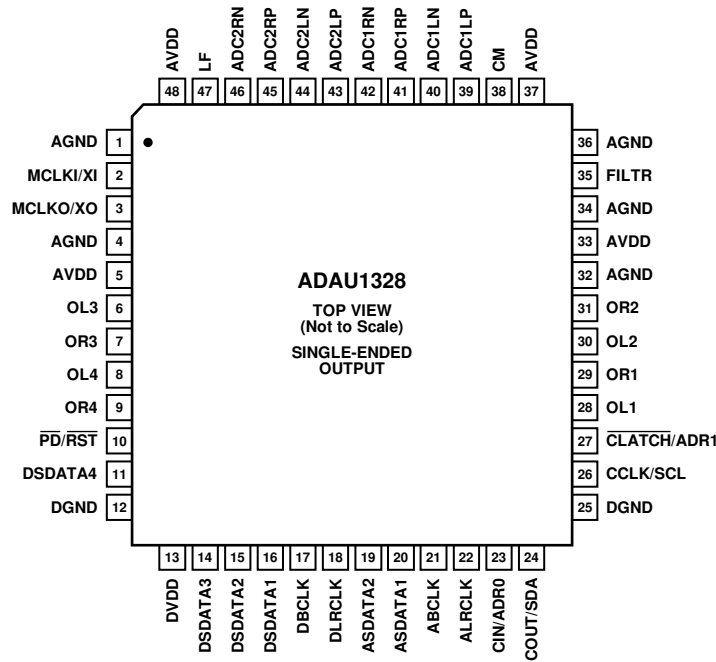 AVDD
LF
ADC2RN
ADC2RP
ADC2LN
ADC2LP
ADC1RN
ADC1RP
ADC1LN
ADC1LP
CM
AVDD
48 47 46 45 44 43 42 41 40 39 38 37
AGND 1
MCLKI/XI 2
MCLKO/XO 3
AGND 4
AVDD 5
OL3 6
OR3 7
OL4 8
OR4 9
PD/RST 10
DSDATA4 11
DGND 12
ADAU1328
TOP VIEW
(Not to Scale)
SINGLE-ENDED
OUTPUT
36 AGND
35 FILTR
34 AGND
33 AVDD
32 AGND
31 OR2
30 OL2
29 OR1
28 OL1
27 CLATCH/ADR1
26 CCLK/SCL
25 DGND
13 14 15 16 17 18 19 20 21 22 23 24
DVDD
DSDATA3
DSDATA2
DSDATA1
DBCLK
DLRCLK
ASDATA2
ASDATA1
ABCLK
ALRCLK
CIN/ADR0
COUT/SDA